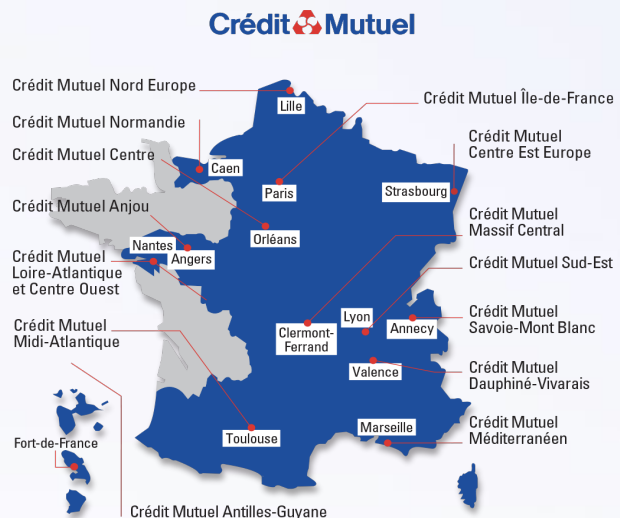 Crédit Mutuel
Crédit Mutuel Nord Europe
Lille
Crédit Mutuel Île-de-France
Crédit Mutuel Normandie
Crédit Mutuel
Centre Est Europe
Crédit Mutuel Centre
Caen
Paris
Strasbourg
Crédit Mutuel Anjou
Crédit Mutuel
Massif Central
Orléans
Nantes
Angers
Crédit Mutuel
Loire-Atlantique
et Centre Ouest
Crédit Mutuel Sud-Est
Crédit Mutuel
Savoie-Mont Blanc
Lyon
Annecy
Crédit Mutuel
Midi-Atlantique
Clermont-
Ferrand
Valence
Crédit Mutuel
Dauphiné-Vivarais
Crédit Mutuel
Méditerranéen
Marseille
Toulouse
Fort-de-France
Crédit Mutuel Antilles-Guyane